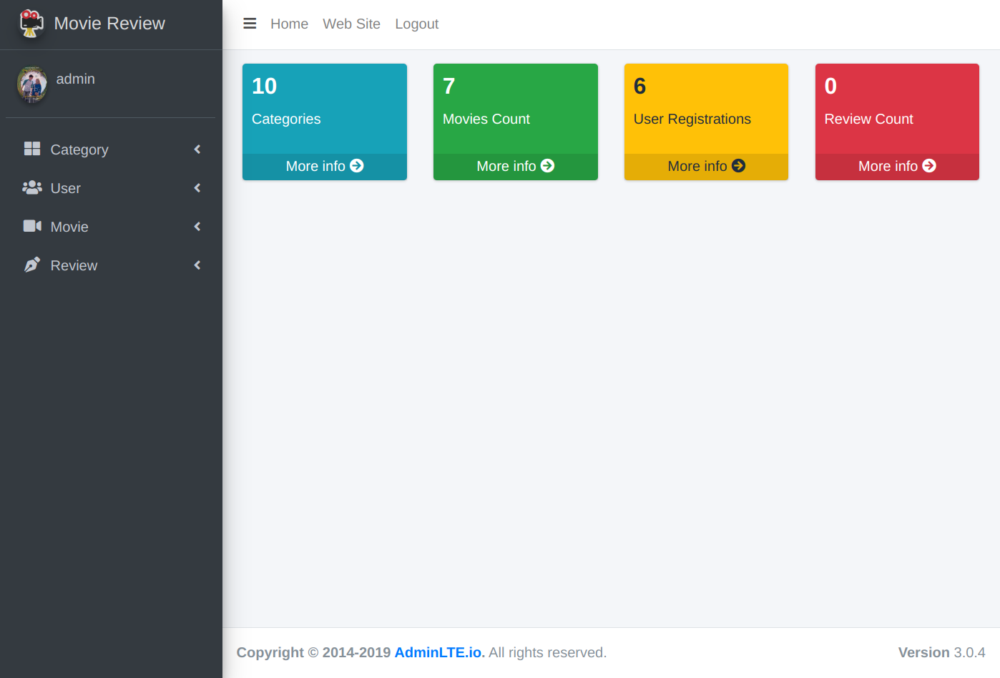 Movie Review
Home Web Site Logout
admin
Category
User
Movie
Review
10
Categories
More info
7
Movies Count
More info
6
User Registrations
More info
0
Review Count
More info
Copyright © 2014-2019 AdminLTE.io. All rights reserved.
Version 3.0.4